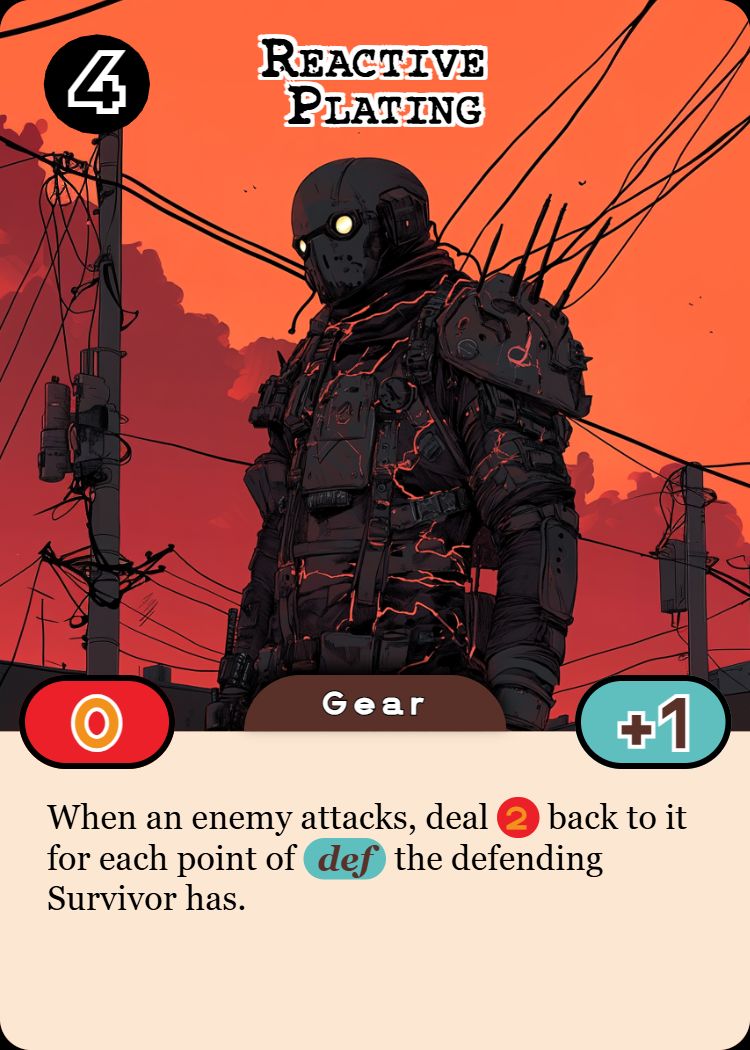 4
Reactive
Plating
0
Gear
+1
When an enemy attacks, deal 2 back to it
for each point of def the defending
Survivor has.